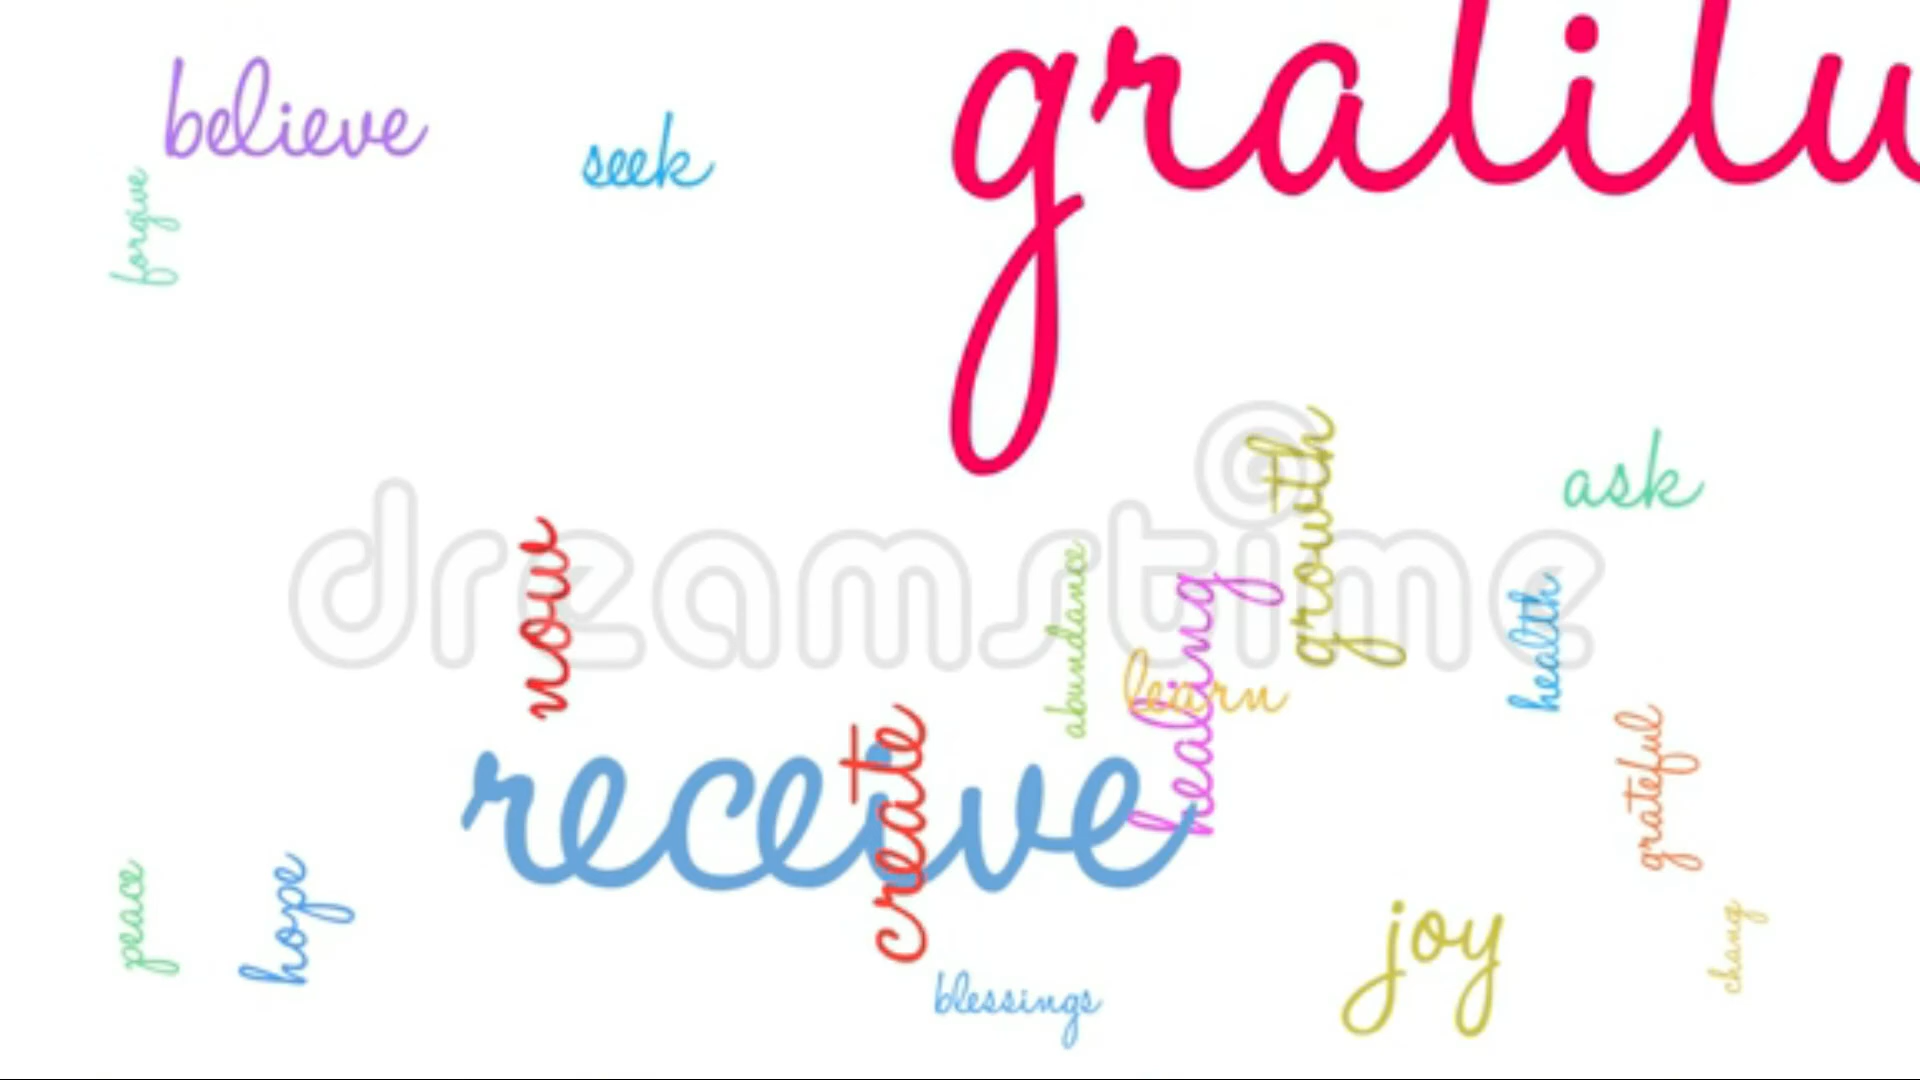 believe
seek
gratitu
forgive
ask
now
growth
abundance
healing
learn
health
dreamstime
receive
create
grateful
peace
hope
joy
chang
blessings